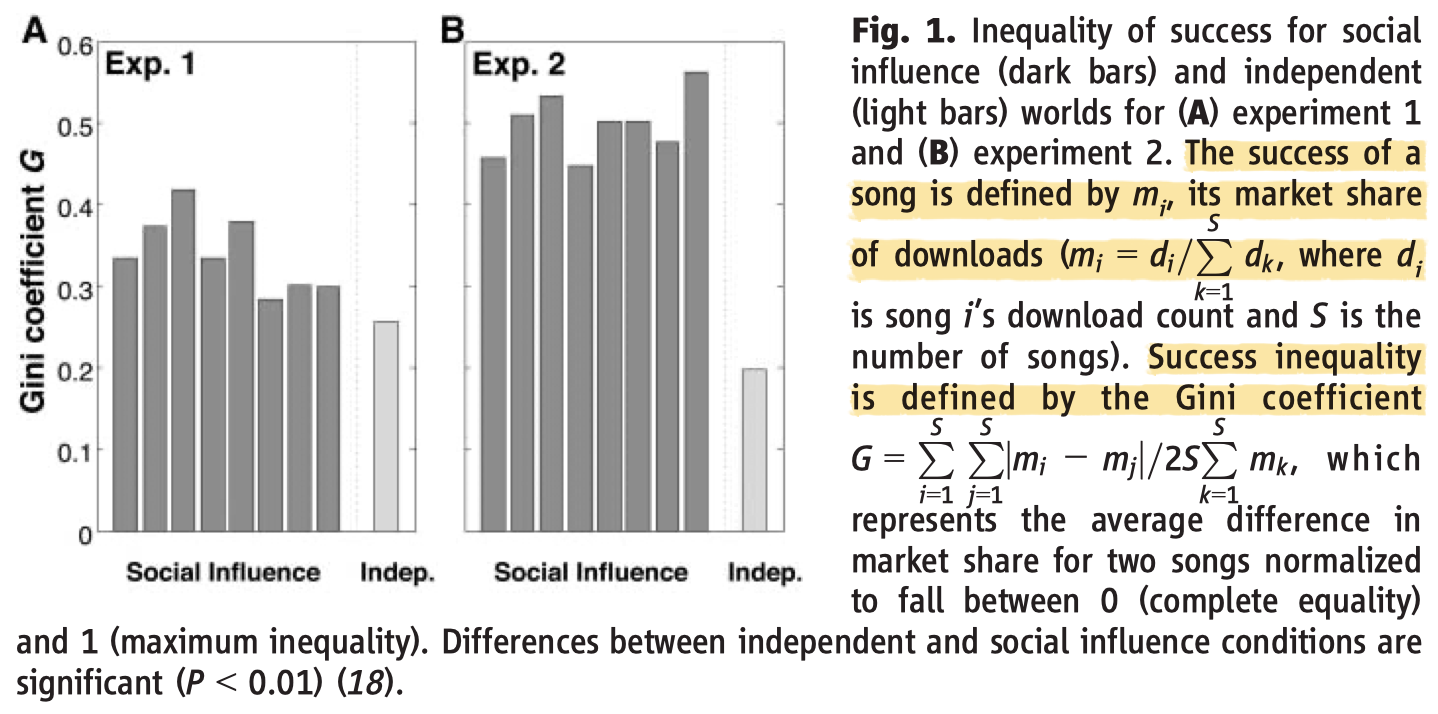 A
B
0.6
0.5
0.4
0.3
0.2
0.1
0
Gini coefficient G
Exp. 1
Exp. 2
Social Influence Indep.
Social Influence Indep.
Fig. 1. Inequality of success for social
influence (dark bars) and independent
(light bars) worlds for (A) experiment 1
and (B) experiment 2. The success of a
song is defined by mᵢ, its market share
of downloads (mᵢ = dᵢ/∑ₖ₌₁ˢ dₖ, where dᵢ
is song i's download count and S is the
number of songs). Success inequality
is defined by the Gini coefficient
G = ∑ᵢ₌₁ˢ ∑ⱼ₌₁ˢ|mᵢ − mⱼ|/2S∑ₖ₌₁ˢ mₖ, which
represents the average difference in
market share for two songs normalized
to fall between 0 (complete equality)
and 1 (maximum inequality). Differences between independent and social influence conditions are
significant (P < 0.01) (18).